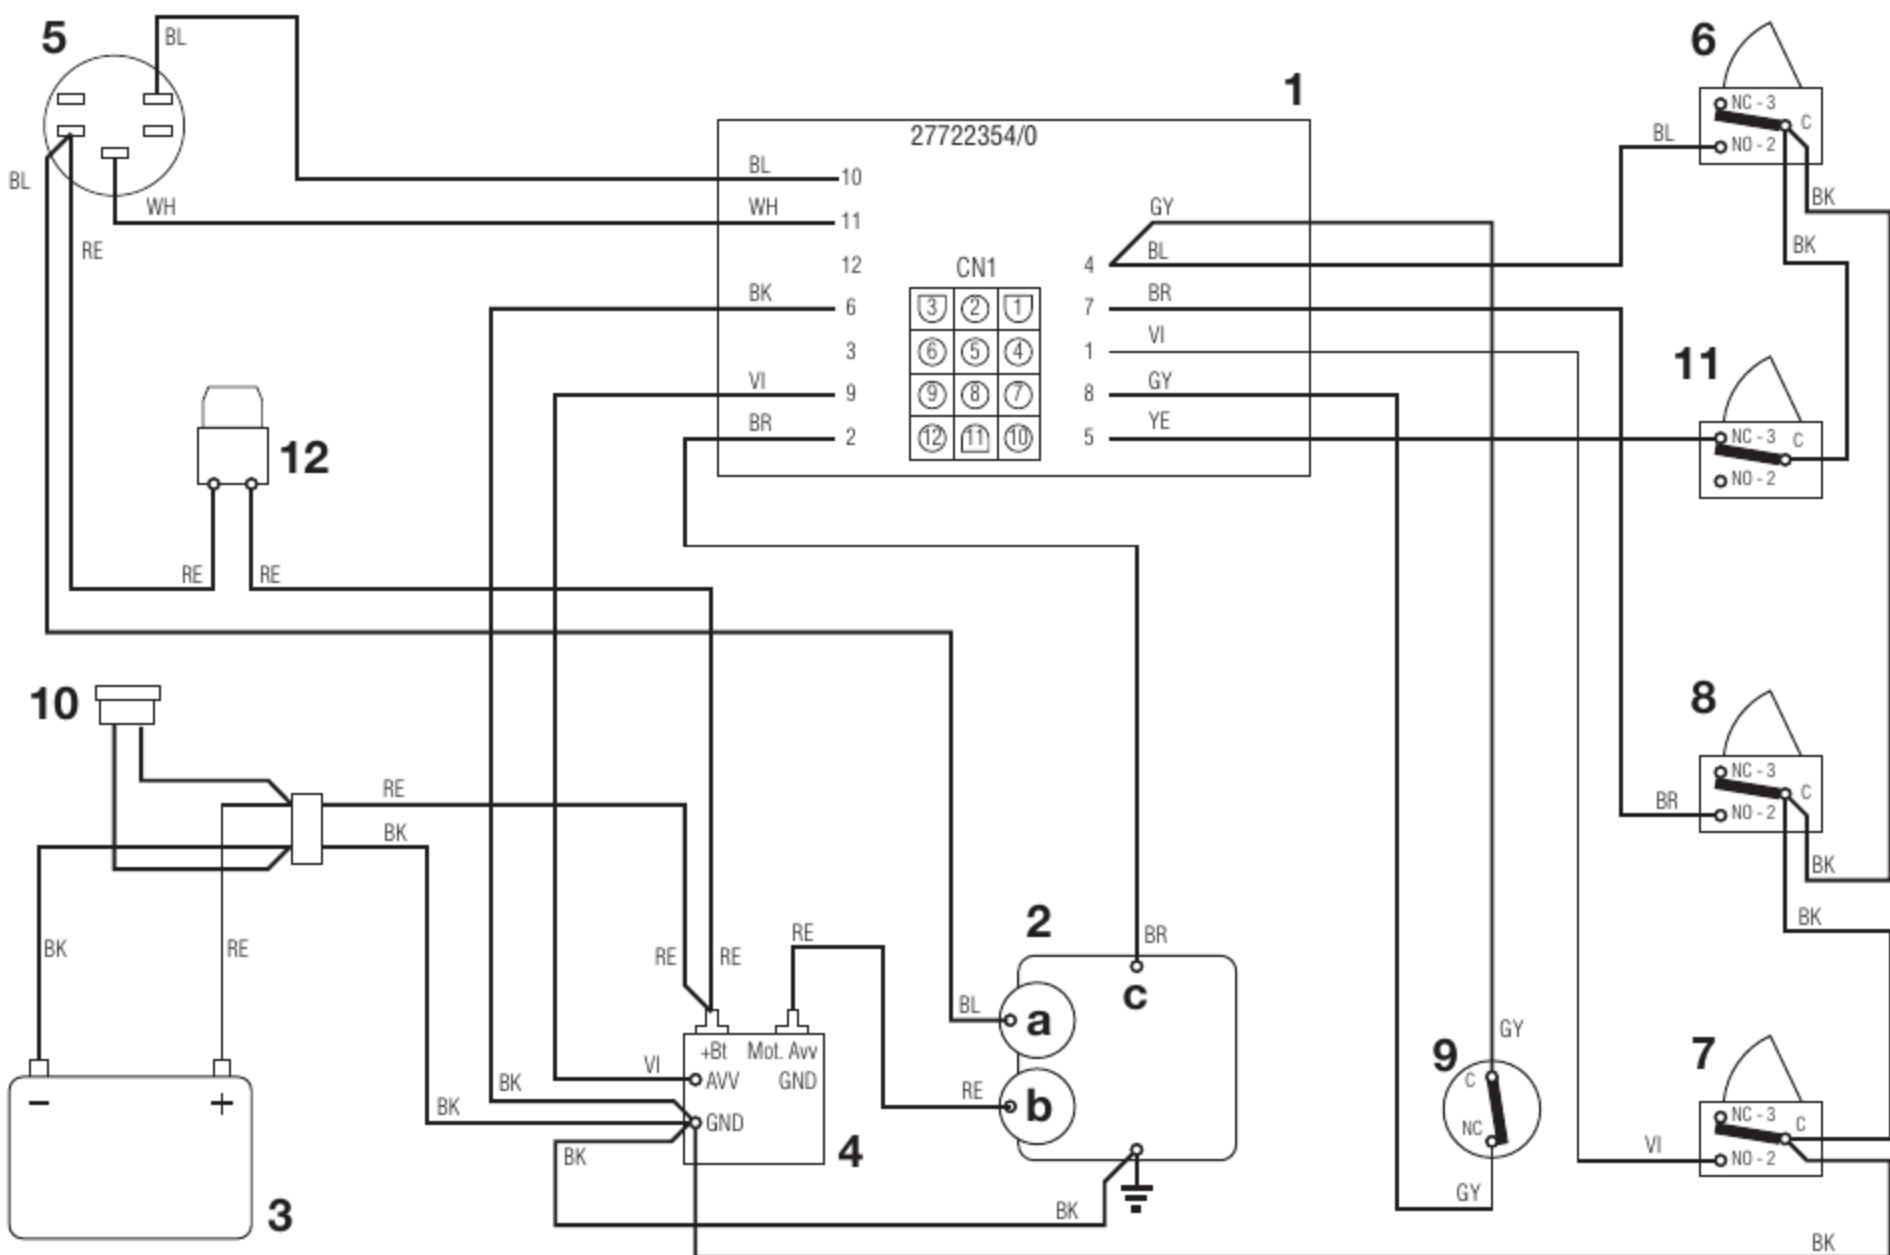 5
BL
1
6
27722354/0
NC - 3
C
BL
NO - 2
BL
BL
10
BK
WH
WH
11
GY
RE
12
CN1
4
BL
BK
BK
6
3
2
1
7
BR
3
6
5
4
1
VI
11
VI
9
9
8
7
8
GY
BR
2
12
11
10
5
YE
NC - 3
C
NO - 2
12
RE
RE
10
8
RE
NC - 3
C
BR
NO - 2
BK
BK
BK
BK
RE
RE
RE
RE
2
BR
c
BL
a
GY
+Bt
Mot. Avv
9
7
VI
AVV
GND
C
BK
RE
b
NC - 3
C
−
+
BK
GND
NC
VI
NO - 2
BK
4
GY
3
BK
BK